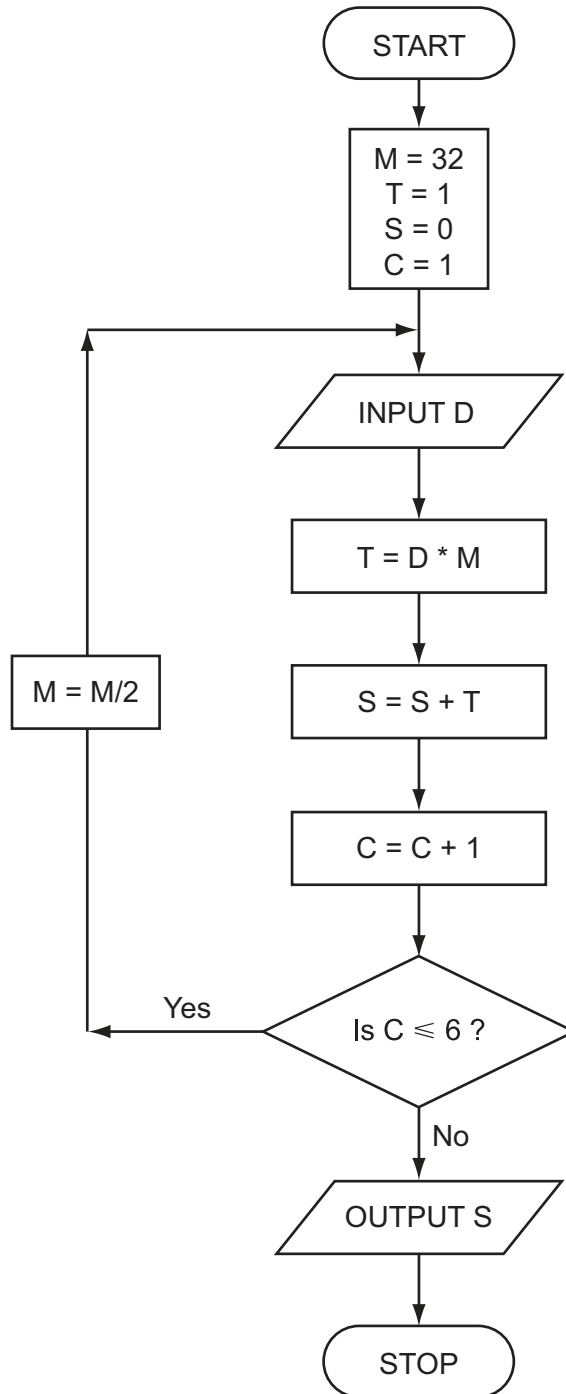 START
M = 32
T = 1
S = 0
C = 1
INPUT D
T = D * M
S = S + T
M = M/2
C = C + 1
Is C ⩽ 6 ?
Yes
No
OUTPUT S
STOP